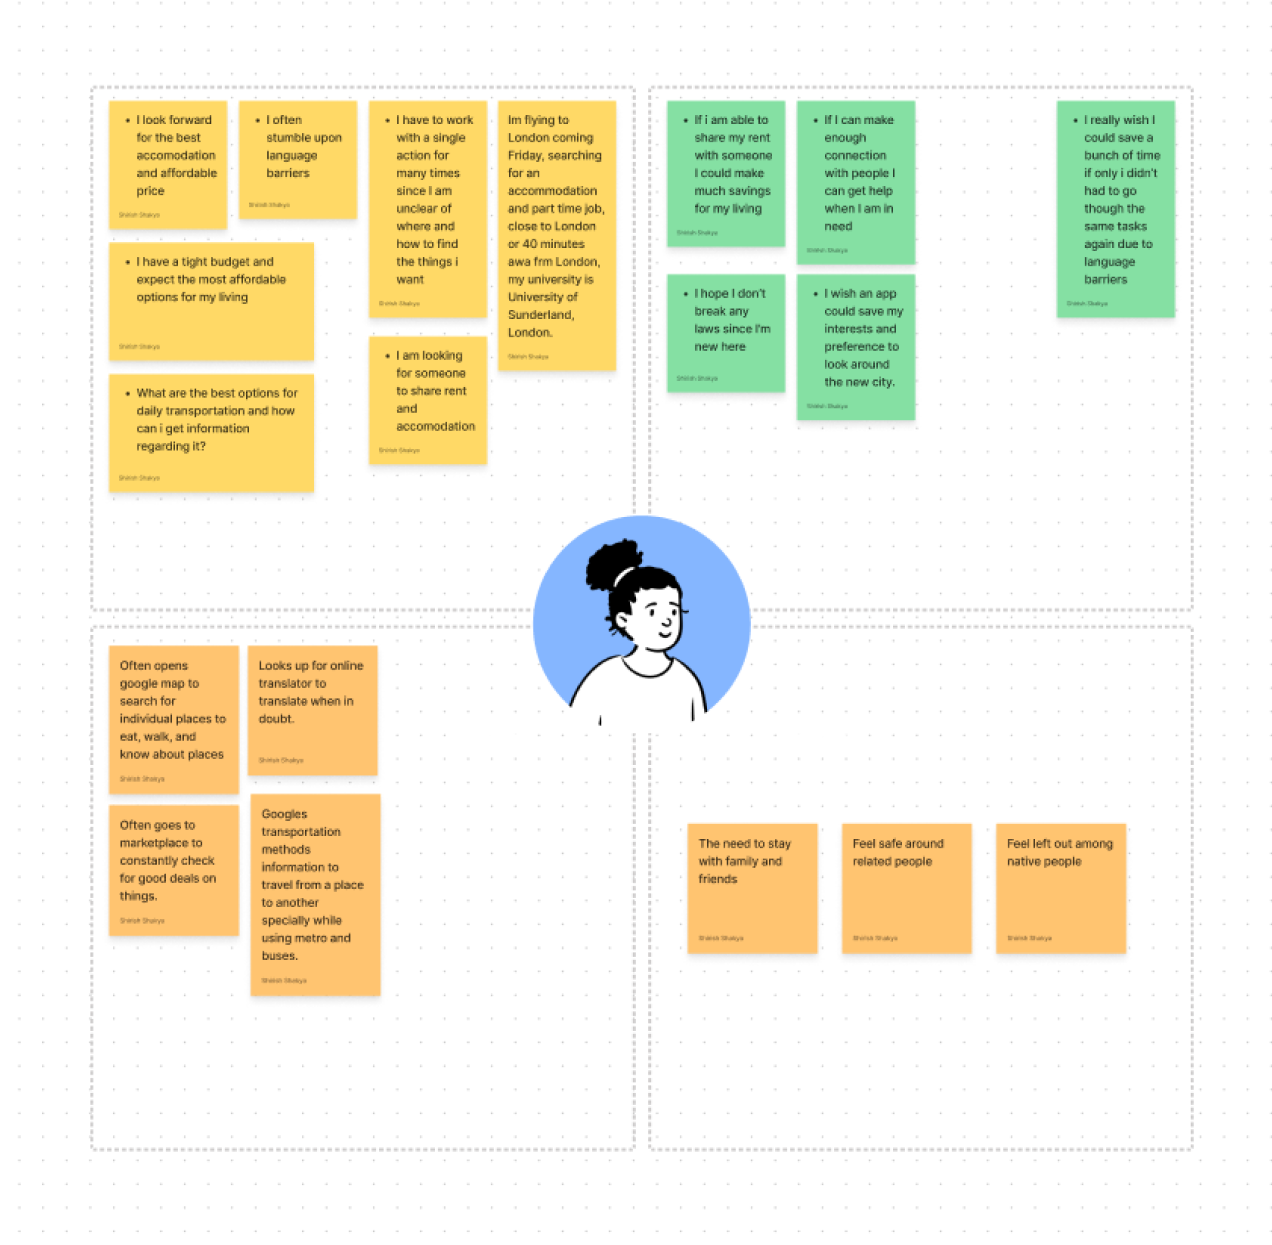 • I look forward
for the best
accomodation
and affordable
price
Shirish Shakya
• I often
stumble upon
language
barriers
Shirish Shakya
• I have to work
with a single
action for
many times
since I am
unclear of
where and
how to find
the things i
want
Shirish Shakya
Im flying to
London coming
Friday, searching
for an
accommodation
and part time job,
close to London
or 40 minutes
awa frm London,
my university is
University of
Sunderland,
London.
Shirish Shakya
• I have a tight budget and
expect the most affordable
options for my living
Shirish Shakya
• I am looking
for someone
to share rent
and
accomodation
Shirish Shakya
• What are the best options for
daily transportation and how
can i get information
regarding it?
Shirish Shakya
• If i am able to
share my rent
with someone
I could make
much savings
for my living
Shirish Shakya
• If I can make
enough
connection
with people I
can get help
when I am in
need
Shirish Shakya
• I really wish I
could save a
bunch of time
if only i didn't
had to go
though the
same tasks
again due to
language
barriers
Shirish Shakya
• I hope I don't
break any
laws since I'm
new here
Shirish Shakya
• I wish an app
could save my
interests and
preference to
look around
the new city.
Shirish Shakya
Often opens
google map to
search for
individual places to
eat, walk, and
know about places
Shirish Shakya
Looks up for online
translator to
translate when in
doubt.
Shirish Shakya
Often goes to
marketplace to
constantly check
for good deals on
things.
Shirish Shakya
Googles
transportation
methods
information to
travel from a place
to another
specially while
using metro and
buses.
Shirish Shakya
The need to stay
with family and
friends
Shirish Shakya
Feel safe around
related people
Shirish Shakya
Feel left out among
native people
Shirish Shakya